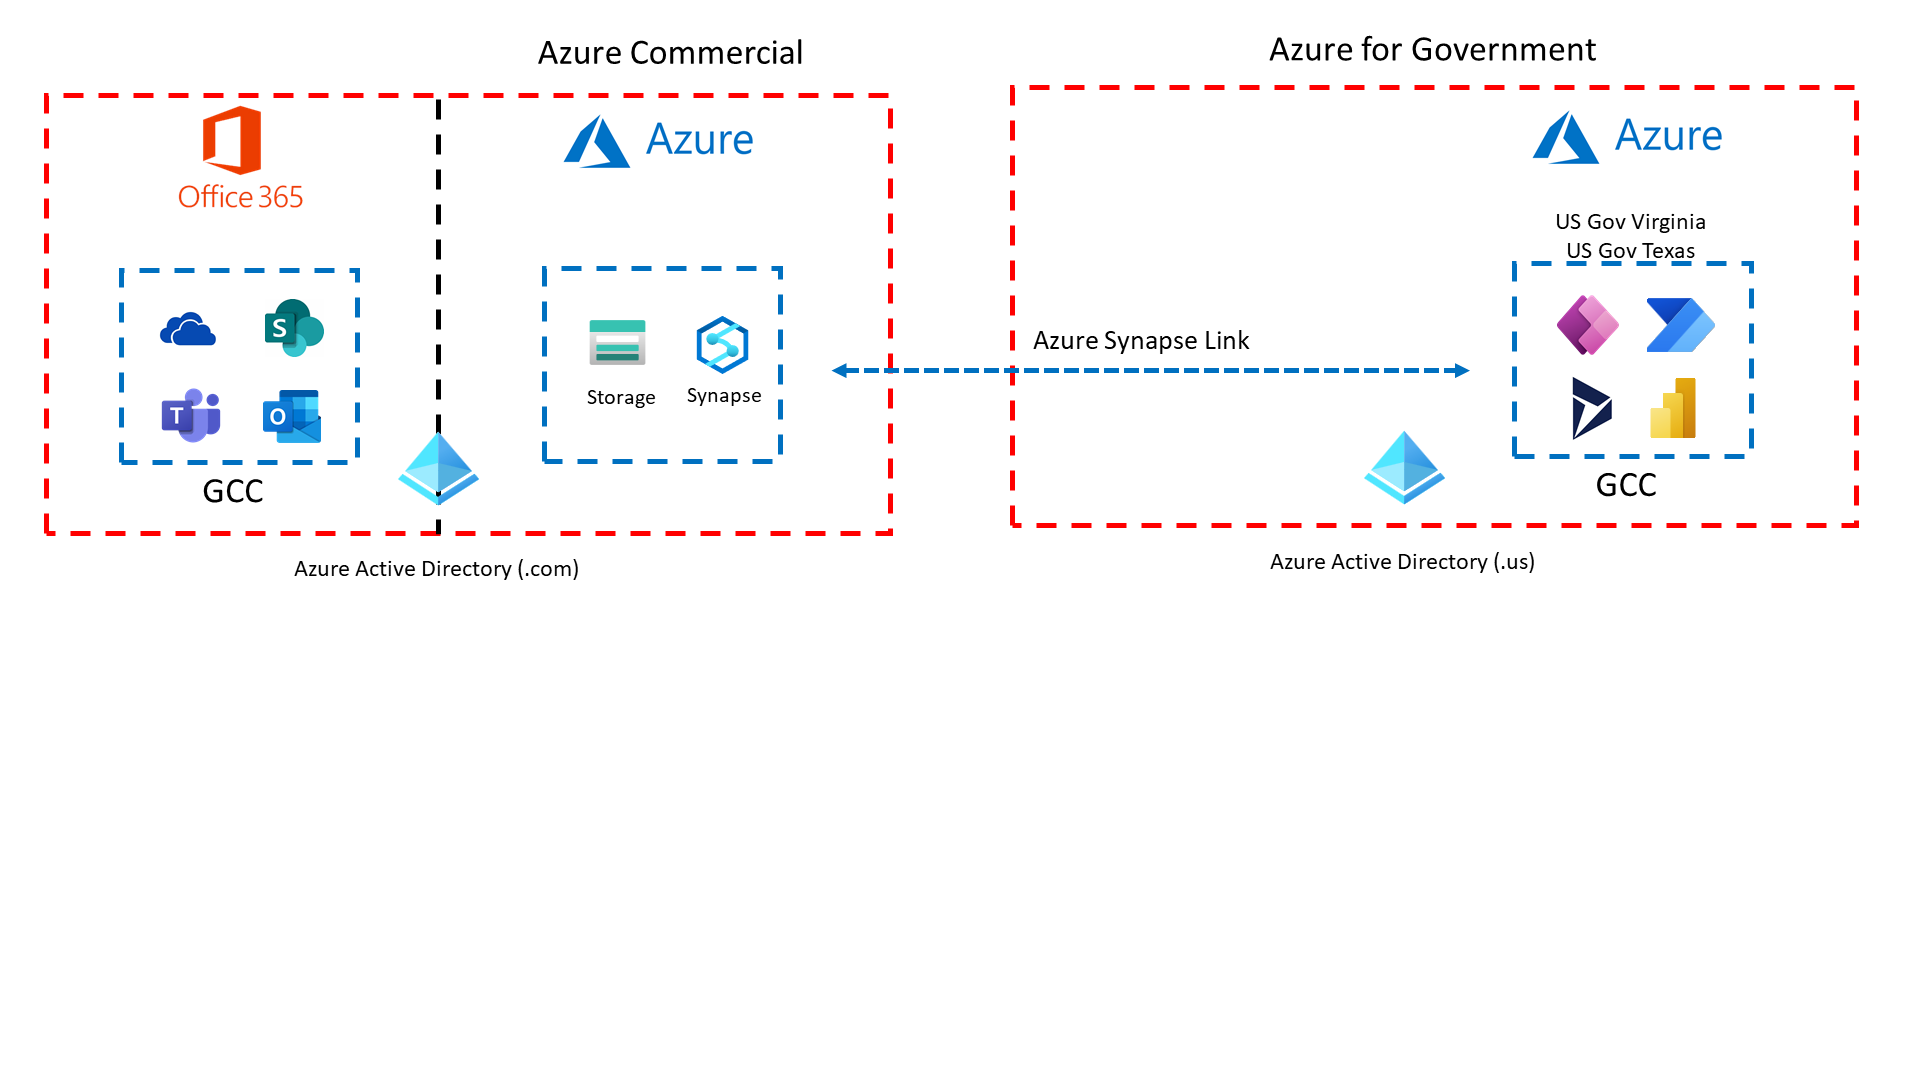 Azure Commercial
Azure for Government
Office 365
Azure
Azure
US Gov Virginia
US Gov Texas
S
T
O
Storage
Synapse
GCC
Azure Synapse Link
GCC
Azure Active Directory (.com)
Azure Active Directory (.us)